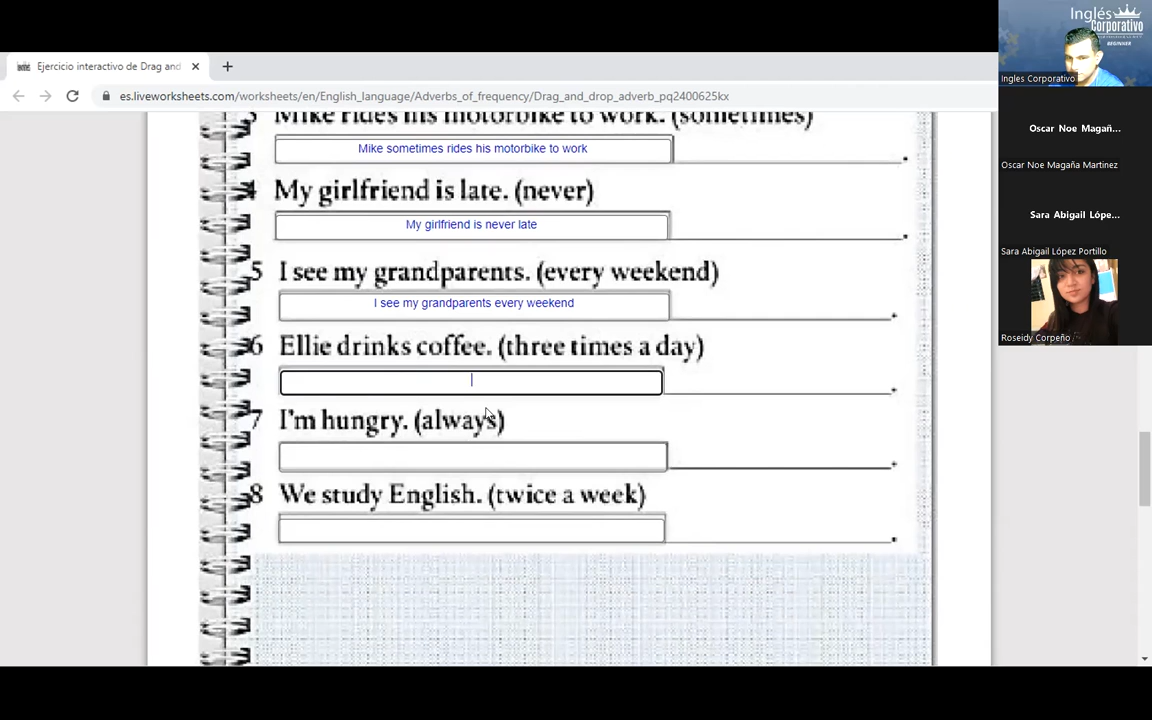 Inglés
Corporativo
BEGINNER
Ejercicio interactivo de Drag and
Ingles Corporativo
es.liveworksheets.com/worksheets/en/English_language/Adverbs_of_frequency/Drag_and_drop_adverb_pq2400625kx
3 Mike rides his motorbike to work. (sometimes)
Mike sometimes rides his motorbike to work
Oscar Noe Magañ...
Oscar Noe Magaña Martinez
4 My girlfriend is late. (never)
My girlfriend is never late
Sara Abigail Lópe...
Sara Abigail López Portillo
5 I see my grandparents. (every weekend)
I see my grandparents every weekend
Roseidy Corpeño
6 Ellie drinks coffee. (three times a day)
7 I'm hungry. (always)
8 We study English. (twice a week)